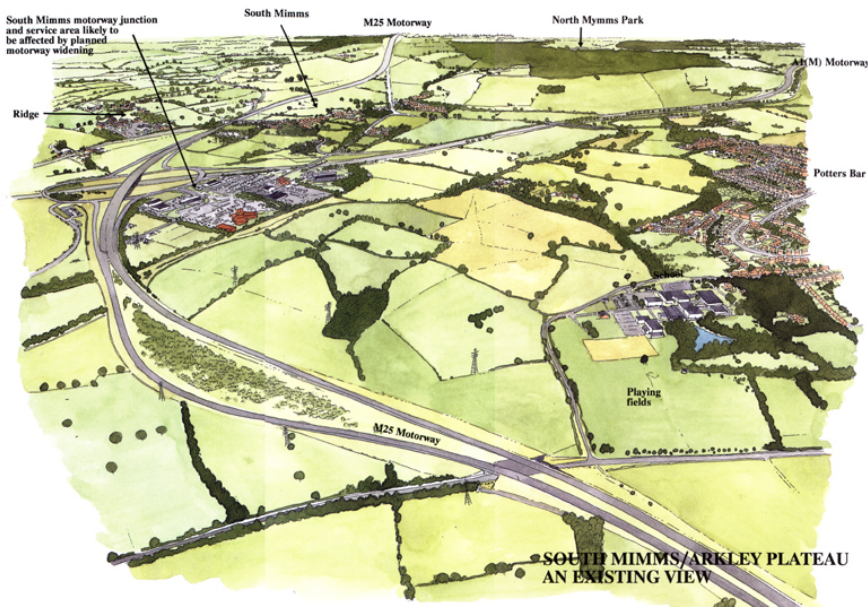 South Mimms motorway junction
and service area likely to
be affected by planned
motorway widening
South Mimms
M25 Motorway
North Mymms Park
A1(M) Motorway
Ridge
Potters Bar
School
Playing
fields
M25 Motorway
SOUTH MIMMS/ARKLEY PLATEAU
AN EXISTING VIEW